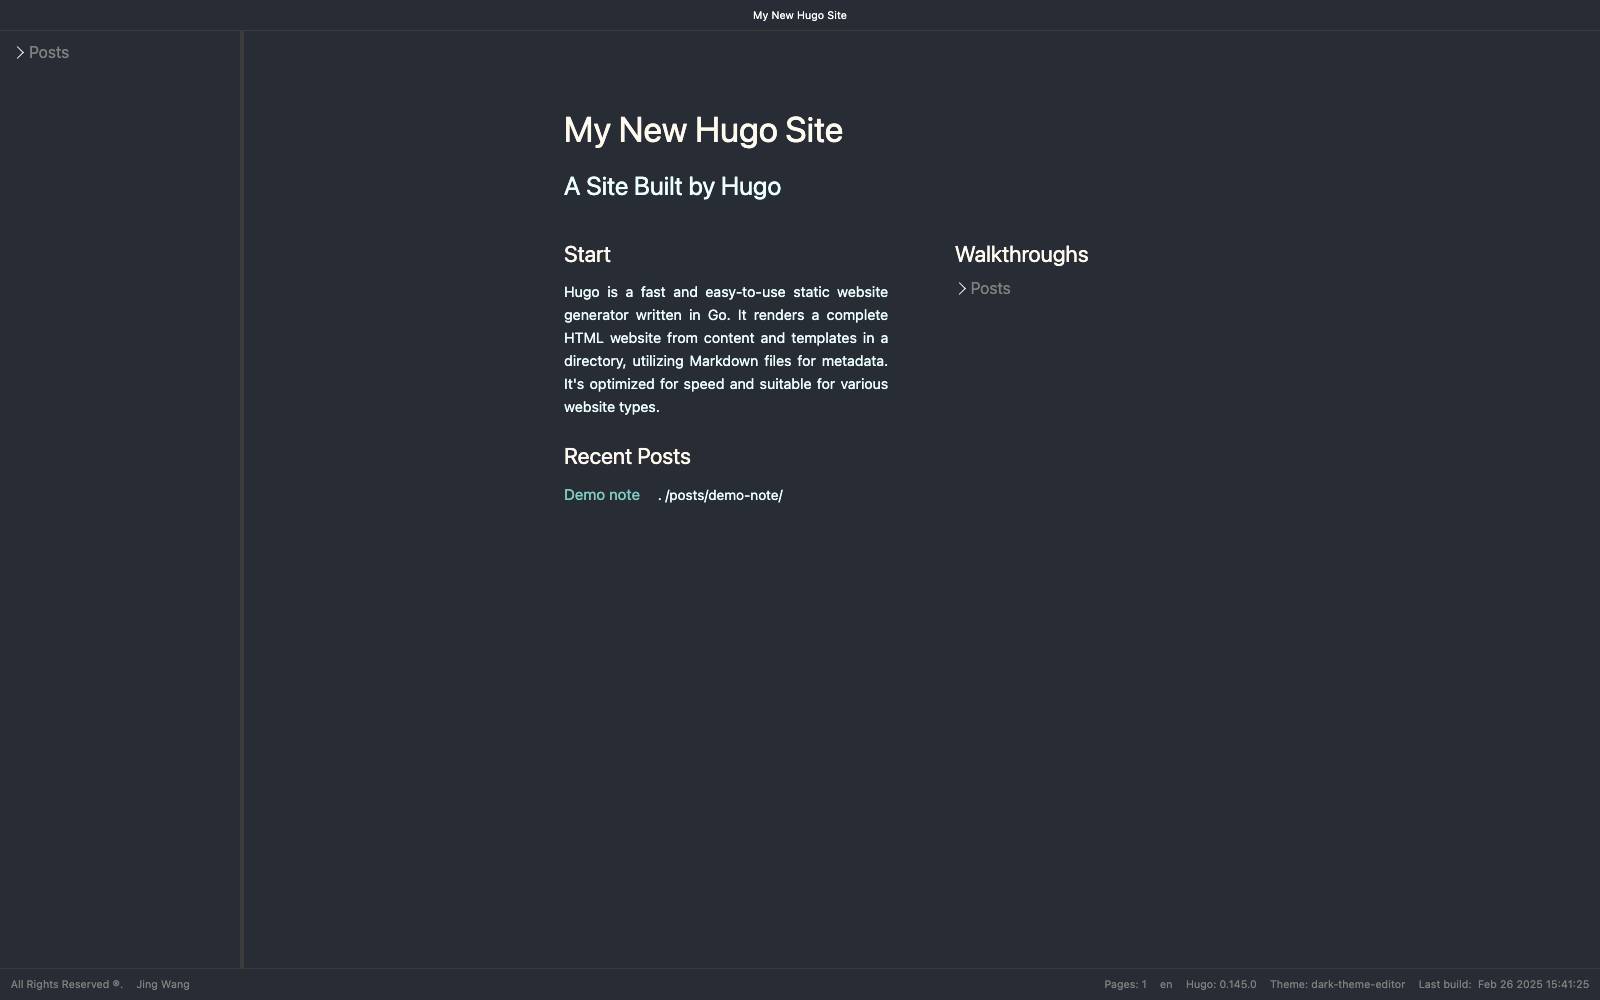 My New Hugo Site
Posts
My New Hugo Site
A Site Built by Hugo
Start
Hugo is a fast and easy-to-use static website
generator written in Go. It renders a complete
HTML website from content and templates in a
directory, utilizing Markdown files for metadata.
It's optimized for speed and suitable for various
website types.
Recent Posts
Demo note . /posts/demo-note/
Walkthroughs
Posts
All Rights Reserved ®. Jing Wang
Pages: 1 en Hugo: 0.145.0 Theme: dark-theme-editor Last build: Feb 26 2025 15:41:25